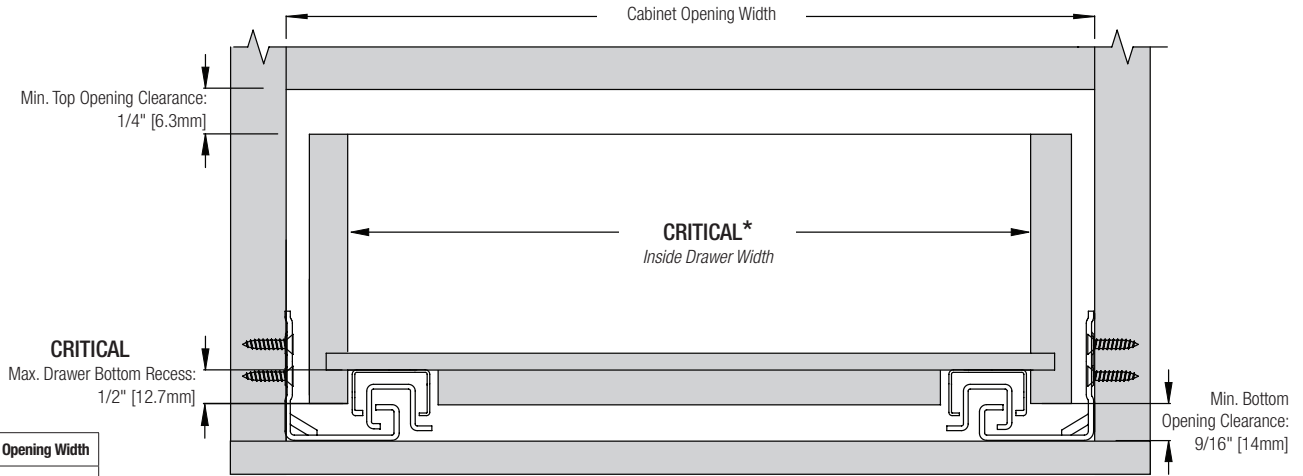 Cabinet Opening Width
Min. Top Opening Clearance:
1/4" [6.3mm]
CRITICAL*
Inside Drawer Width
CRITICAL
Max. Drawer Bottom Recess:
1/2" [12.7mm]
Min. Bottom
Opening Clearance:
9/16" [14mm]
Opening Width